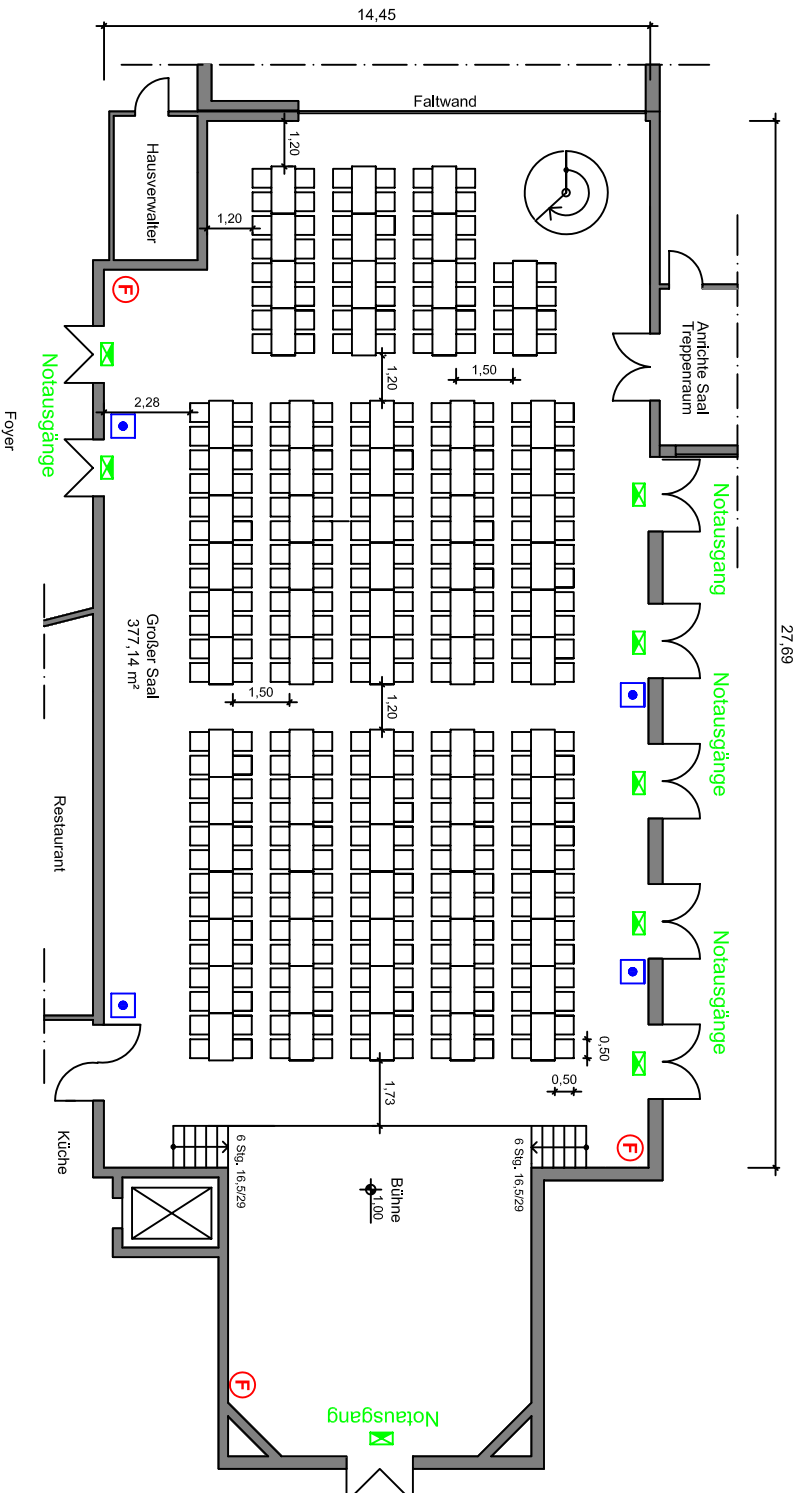 14,45
Faltwand
27,69
Hausverwalter
1,20
1,20
Anrichte Saal
Treppenraum
F
Notausgänge
Foyer
2,28
1,20
1,50
Notausgang
Großer Saal
377,14 m²
1,50
1,20
Notausgänge
Restaurant
Notausgänge
0,50
0,50
1,73
Küche
6 Stg. 16,5/29
6 Stg. 16,5/29
F
Bühne
1,00
F
Notausgang